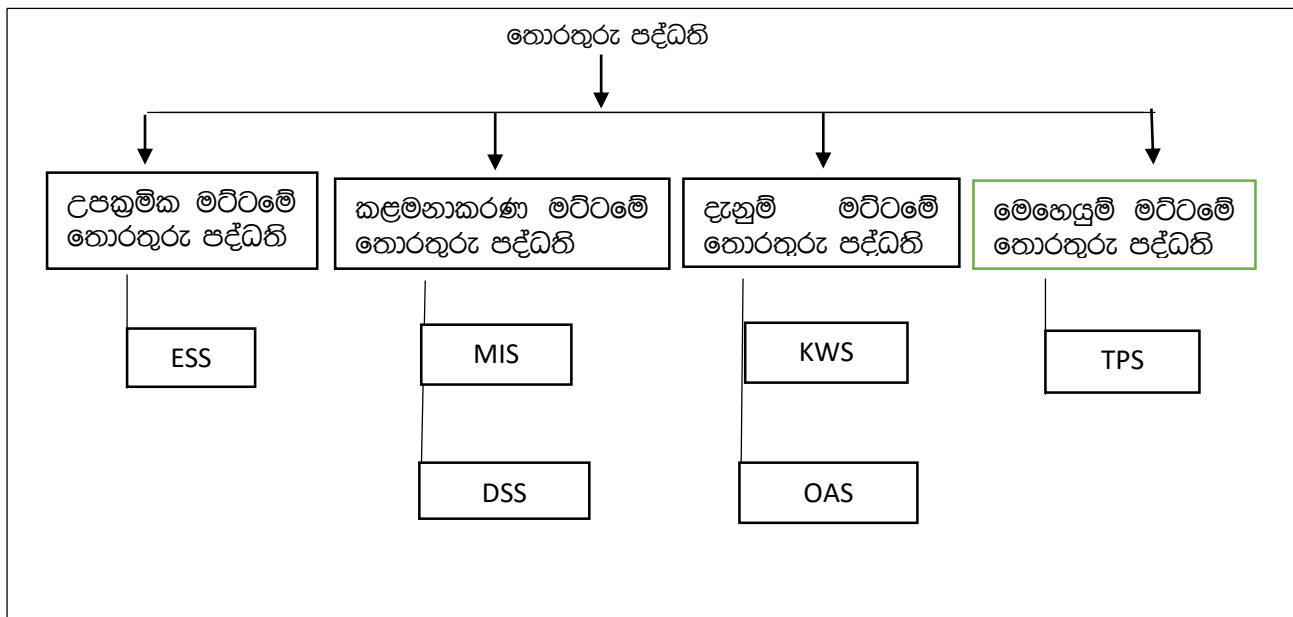 තොරතුරු පද්ධති
උපක්‍රමික මට්ටමේ
තොරතුරු පද්ධති
කළමනාකරණ මට්ටමේ
තොරතුරු පද්ධති
දැනුම් මට්ටමේ
තොරතුරු පද්ධති
මෙහෙයුම් මට්ටමේ
තොරතුරු පද්ධති
ESS
MIS
KWS
TPS
DSS
OAS